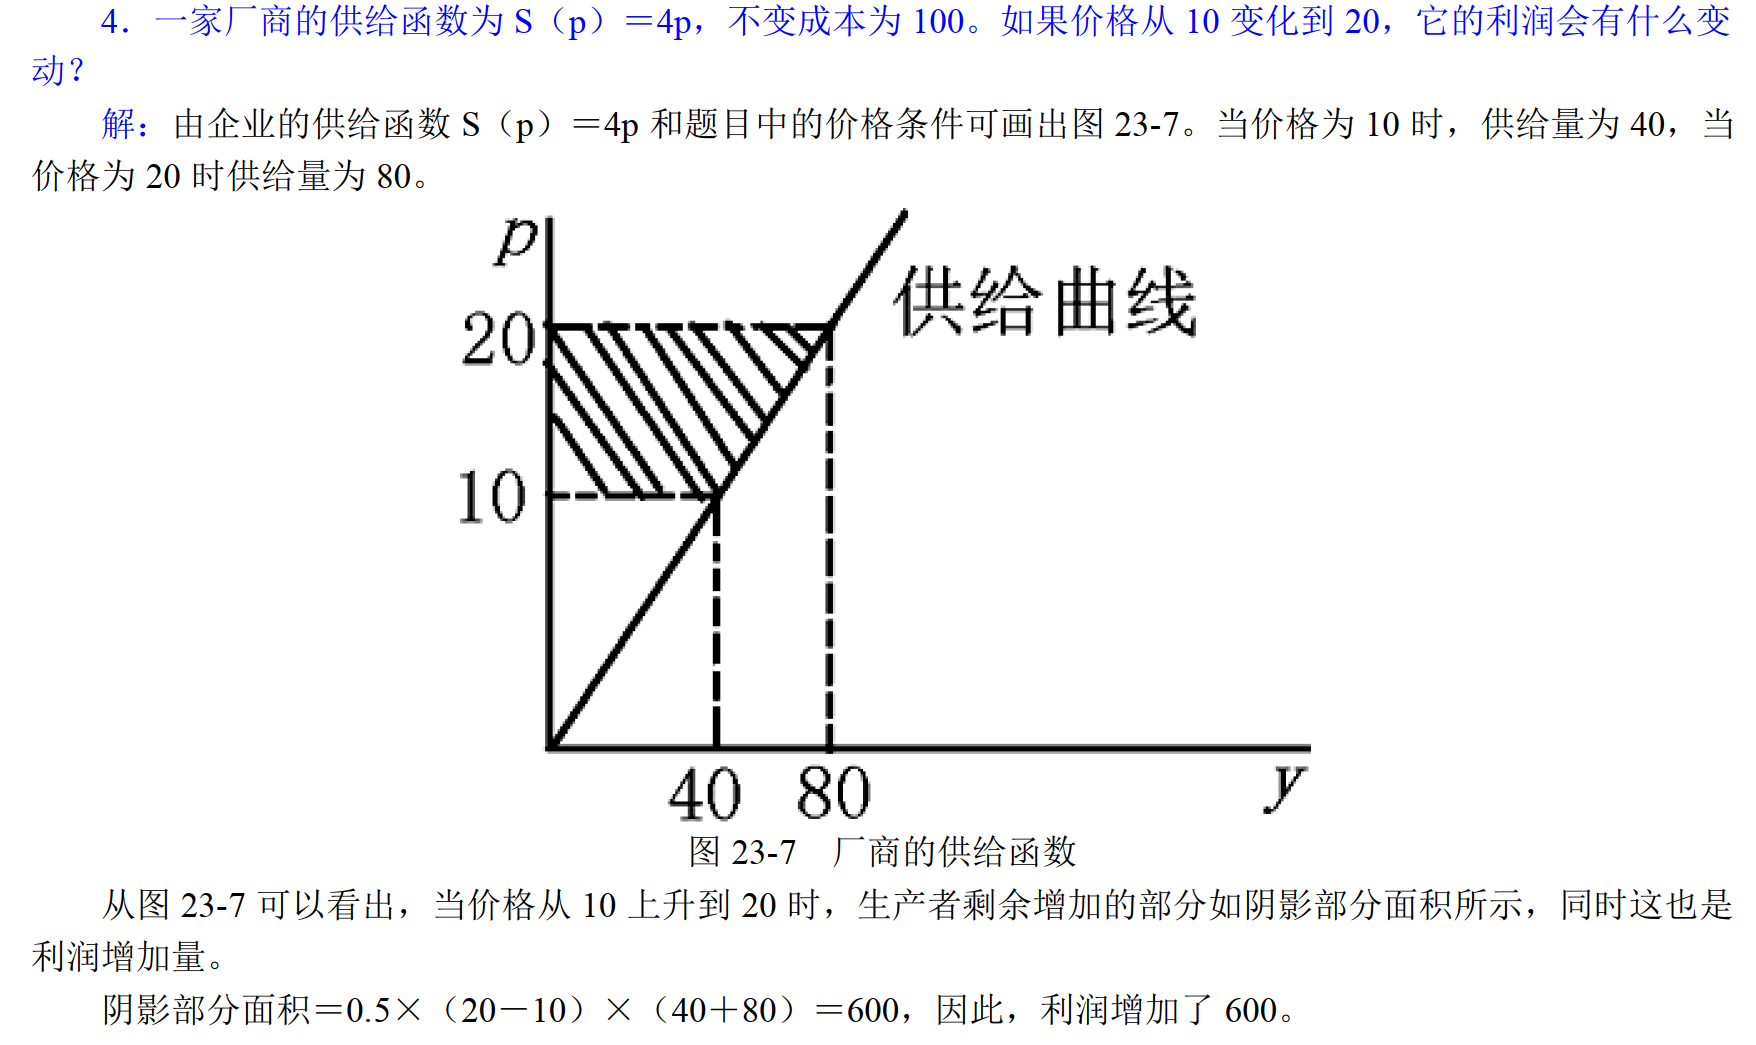 4．一家厂商的供给函数为 S（p）＝4p，不变成本为 100。如果价格从 10 变化到 20，它的利润会有什么变
动？
解：由企业的供给函数 S（p）＝4p 和题目中的价格条件可画出图 23-7。当价格为 10 时，供给量为 40，当
价格为 20 时供给量为 80。
p
供给曲线
20
10
40 80
y
图 23-7 厂商的供给函数
从图 23-7 可以看出，当价格从 10 上升到 20 时，生产者剩余增加的部分如阴影部分面积所示，同时这也是
利润增加量。
阴影部分面积＝0.5×（20－10）×（40＋80）＝600，因此，利润增加了 600。